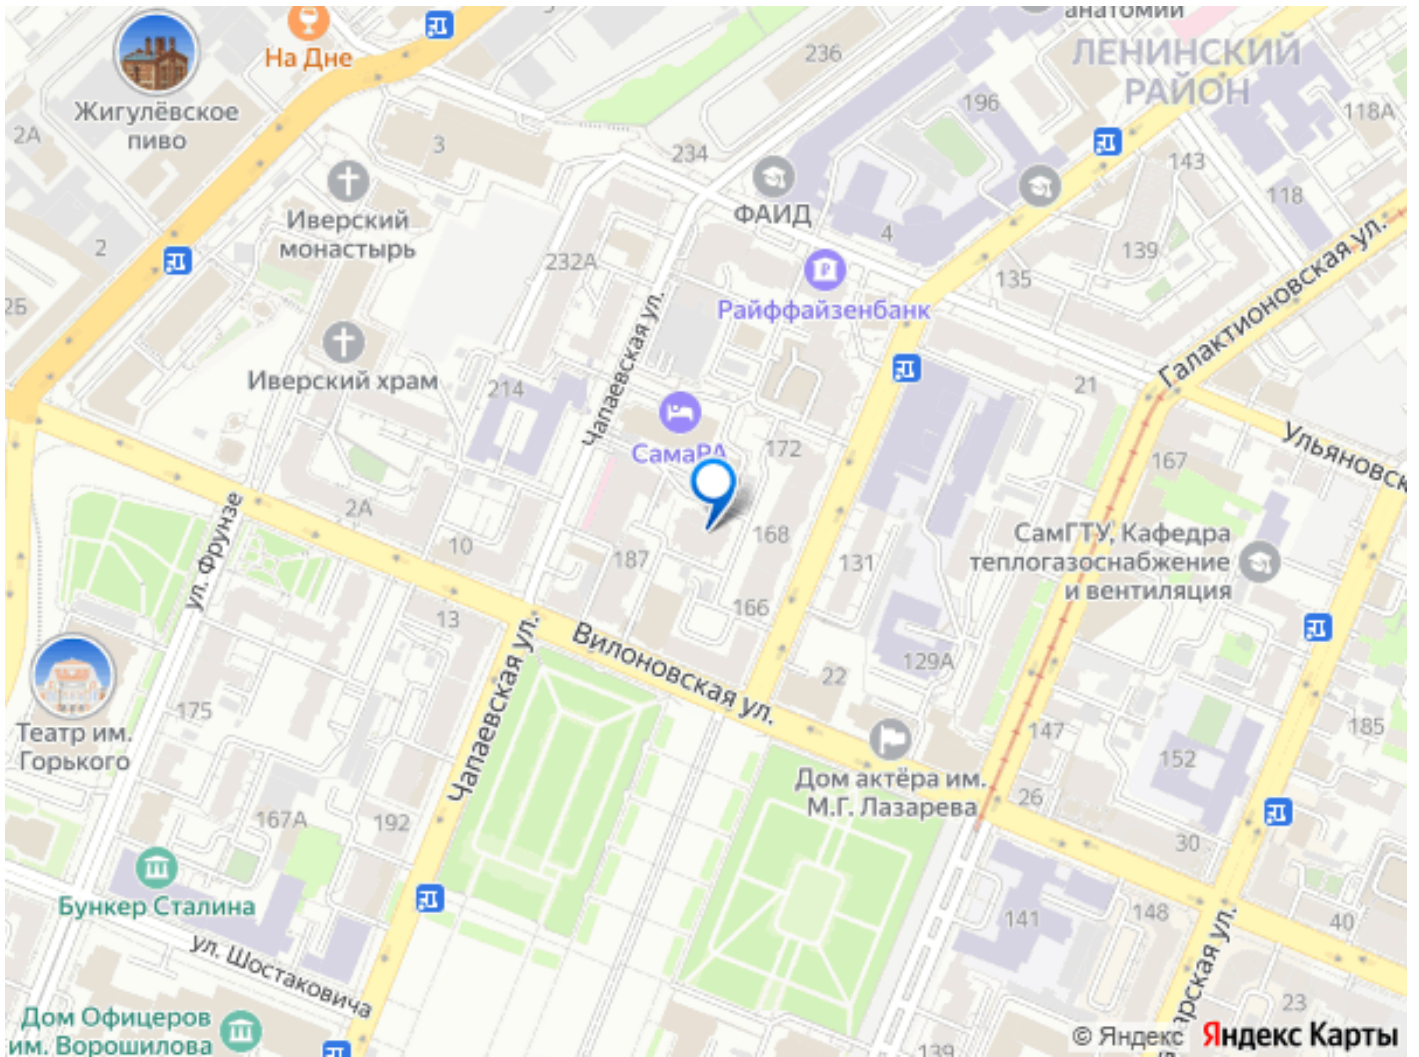 анатомии
ЛЕНИНСКИЙ
РАЙОН
На Дне
Жигулёвское
пиво
2А
3
236
196
118А
234
143
118
Иверский
монастырь
ФАИД
4
139
2
232А
135
Галактионовская ул.
Райффайзенбанк
Чапаевская ул.
Иверский храм
214
21
СамаРА
172
167
Ульяновск
2А
ул. Фрунзе
10
187
168
131
СамГТУ, Кафедра
теплогазоснабжение
и вентиляция
166
13
Вилоновская ул.
22
129А
Чапаевская ул.
175
Театр им.
Горького
147
152
185
Дом актёра им.
М.Г. Лазарева
26
167А
192
30
Бункер Сталина
141
148
40
ул. Шостаковича
23
Дом Офицеров
им. Ворошилова
139
© Яндекс Яндекс Карты